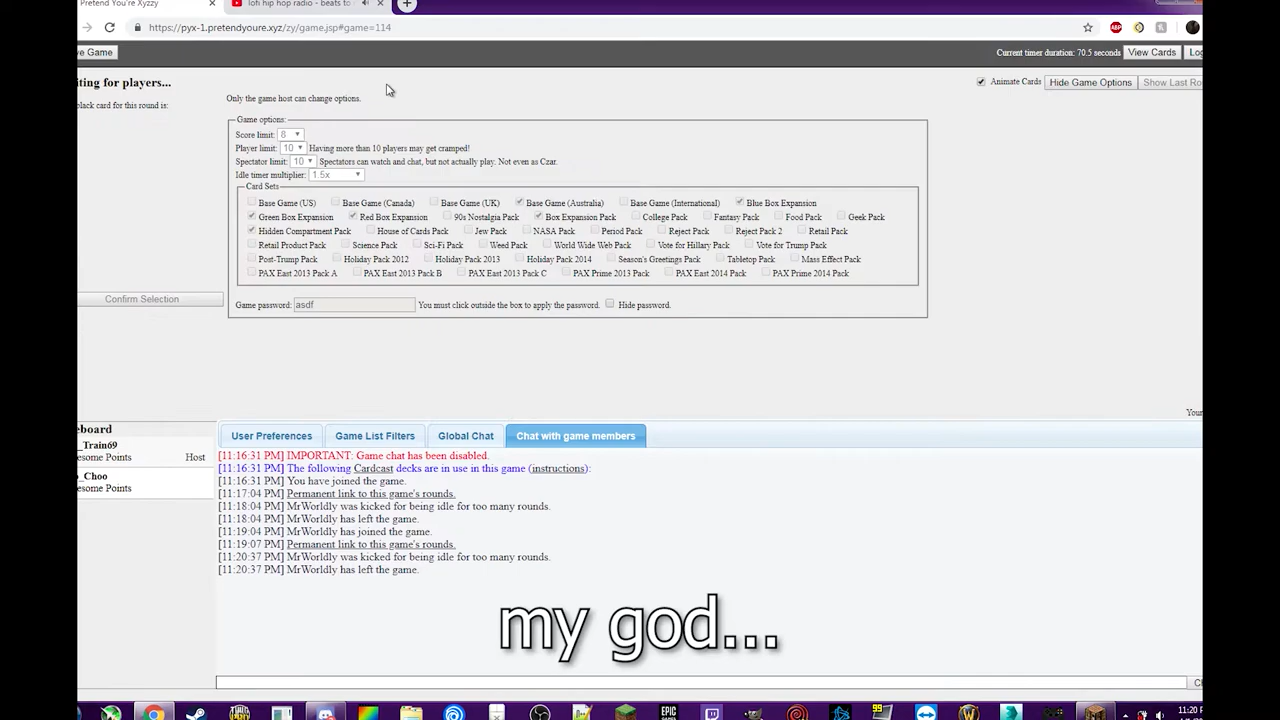 Pretend You're Xyzzy
lofi hip hop radio - beats to
https://pyx-1.pretendyoure.xyz/zy/game.jsp#game=114
ve Game
Current timer duration: 70.5 seconds
View Cards
Lo
iting for players...
Animate Cards
Hide Game Options
Show Last Ro
black card for this round is:
Only the game host can change options.
Game options:
Score limit: 8
Player limit: 10 Having more than 10 players may get cramped!
Spectator limit: 10 Spectators can watch and chat, but not actually play. Not even as Czar.
Idle timer multiplier: 1.5x
Card Sets
Base Game (US) Base Game (Canada) Base Game (UK) Base Game (Australia) Base Game (International) Blue Box Expansion
Green Box Expansion Red Box Expansion 90s Nostalgia Pack Box Expansion Pack College Pack Fantasy Pack Food Pack Geek Pack
Hidden Compartment Pack House of Cards Pack Jew Pack NASA Pack Period Pack Reject Pack Reject Pack 2 Retail Pack
Retail Product Pack Science Pack Sci-Fi Pack Weed Pack World Wide Web Pack Vote for Hillary Pack Vote for Trump Pack
Post-Trump Pack Holiday Pack 2012 Holiday Pack 2013 Holiday Pack 2014 Season's Greetings Pack Tabletop Pack Mass Effect Pack
PAX East 2013 Pack A PAX East 2013 Pack B PAX East 2013 Pack C PAX Prime 2013 Pack PAX East 2014 Pack PAX Prime 2014 Pack
Confirm Selection
Game password: asdf You must click outside the box to apply the password. Hide password.
Your
eboard
_Train69
esome Points Host
_Choo
esome Points
User Preferences
Game List Filters
Global Chat
Chat with game members
[11:16:31 PM] IMPORTANT: Game chat has been disabled.
[11:16:31 PM] The following Cardcast decks are in use in this game (instructions):
[11:16:31 PM] You have joined the game.
[11:17:04 PM] Permanent link to this game's rounds.
[11:18:04 PM] MrWorldly was kicked for being idle for too many rounds.
[11:18:04 PM] MrWorldly has left the game.
[11:19:04 PM] MrWorldly has joined the game.
[11:19:07 PM] Permanent link to this game's rounds.
[11:20:37 PM] MrWorldly was kicked for being idle for too many rounds.
[11:20:37 PM] MrWorldly has left the game.
my god...
EPIC
99
11:20 PM